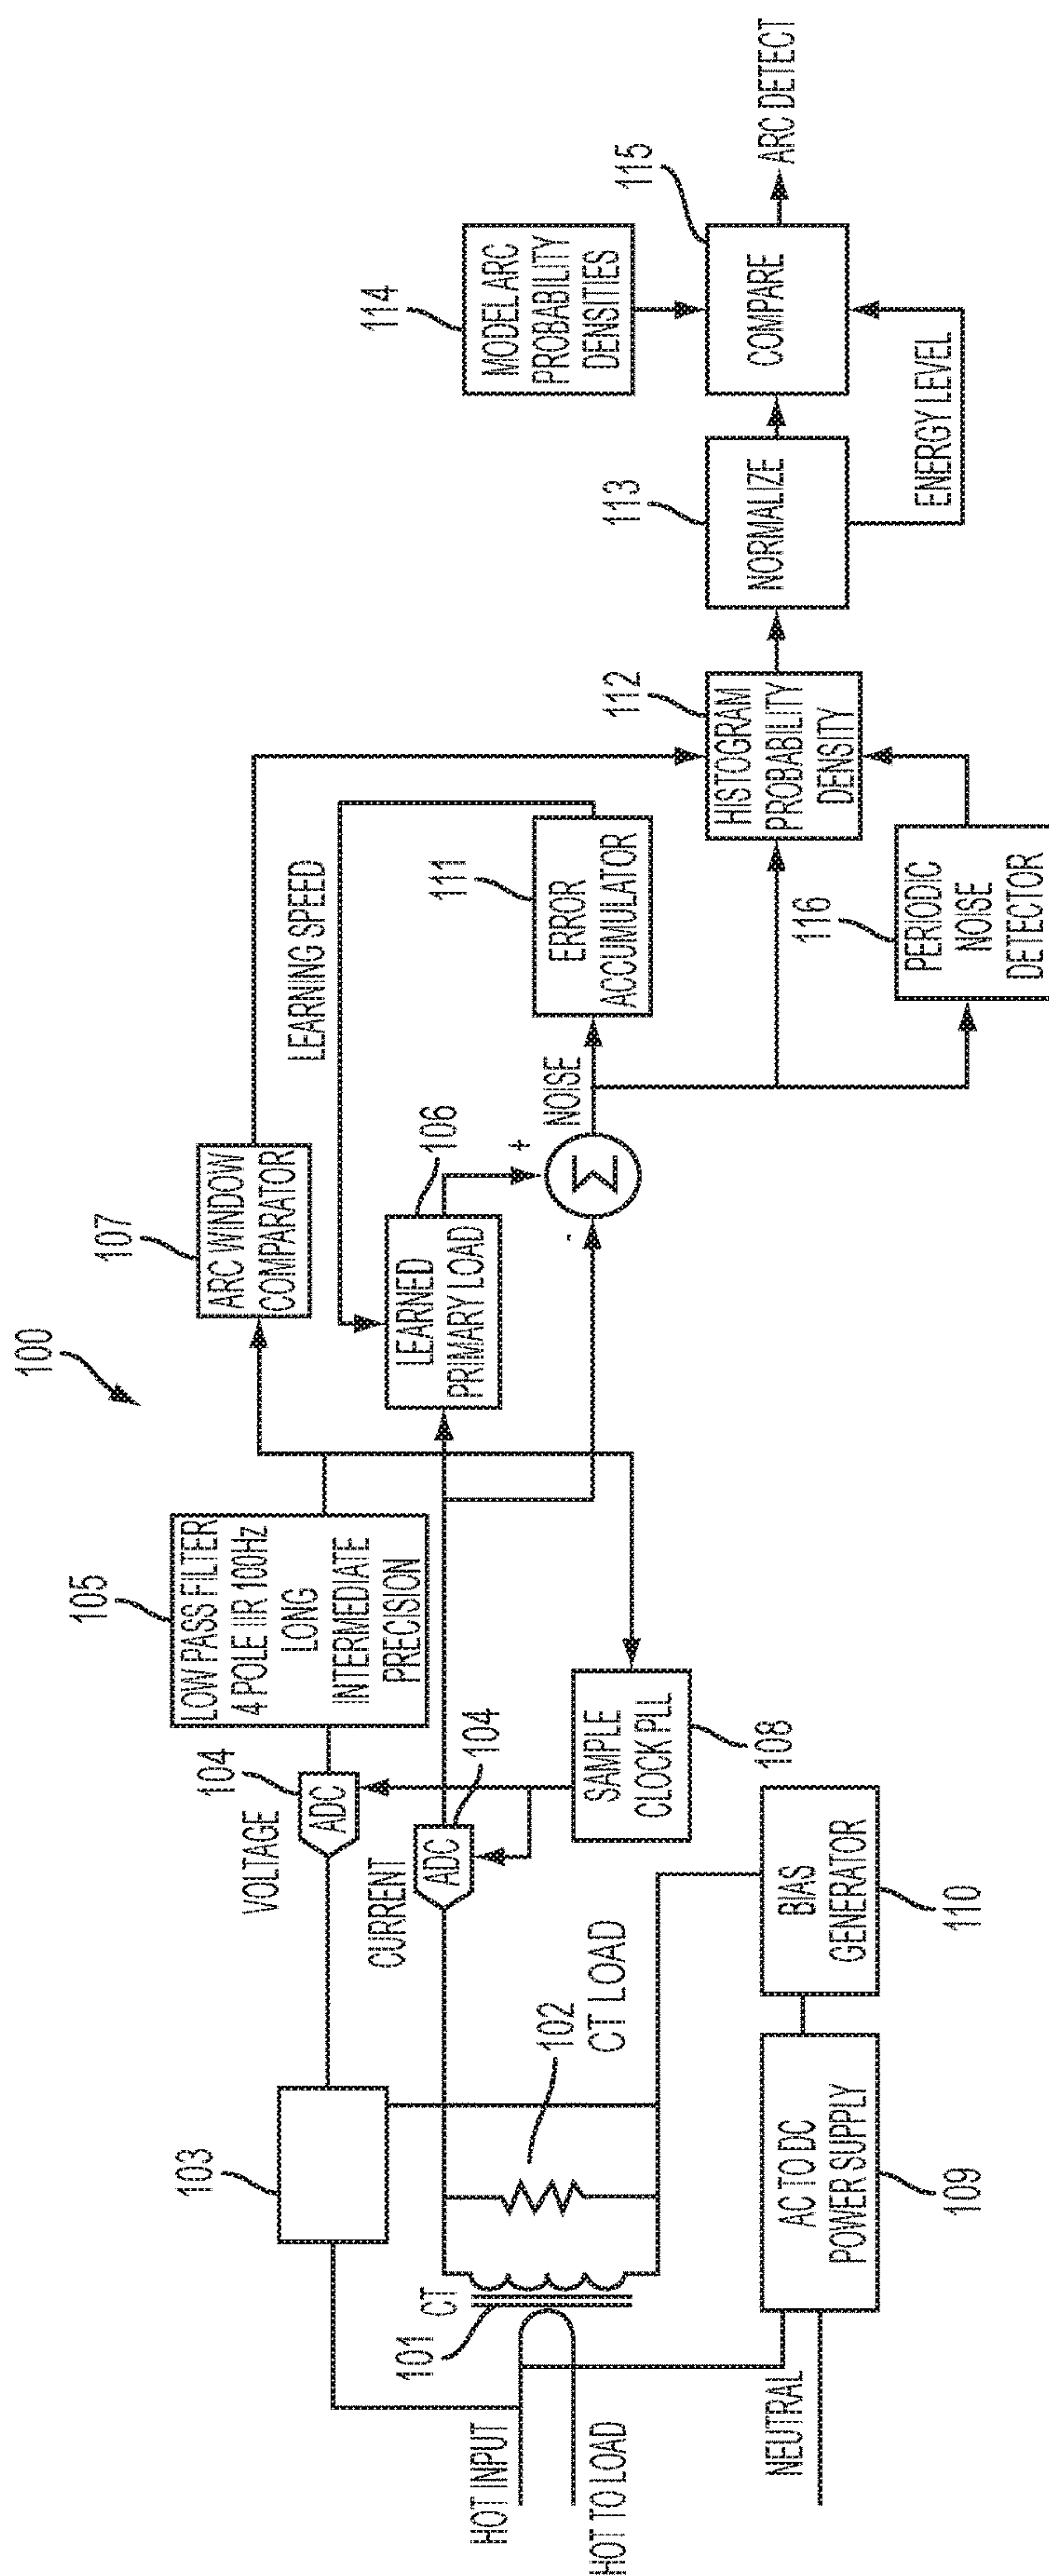 100
HOT INPUT
HOT TO LOAD
NEUTRAL
101
CT
102
CT LOAD
103
VOLTAGE
104
ADC
CURRENT
104
ADC
105
LOW PASS FILTER
4 POLE IIR 100Hz
LONG
INTERMEDIATE
PRECISION
SAMPLE
CLOCK PLL
108
AC TO DC
POWER SUPPLY
109
BIAS
GENERATOR
110
107
ARC WINDOW
COMPARATOR
LEARNING SPEED
106
LEARNED
PRIMARY LOAD
+
-
Σ
NOISE
111
ERROR
ACCUMULATOR
112
HISTOGRAM
PROBABILITY
DENSITY
116
PERIODIC
NOISE
DETECTOR
113
NORMALIZE
ENERGY LEVEL
114
MODEL ARC
PROBABILITY
DENSITIES
115
COMPARE
ARC DETECT